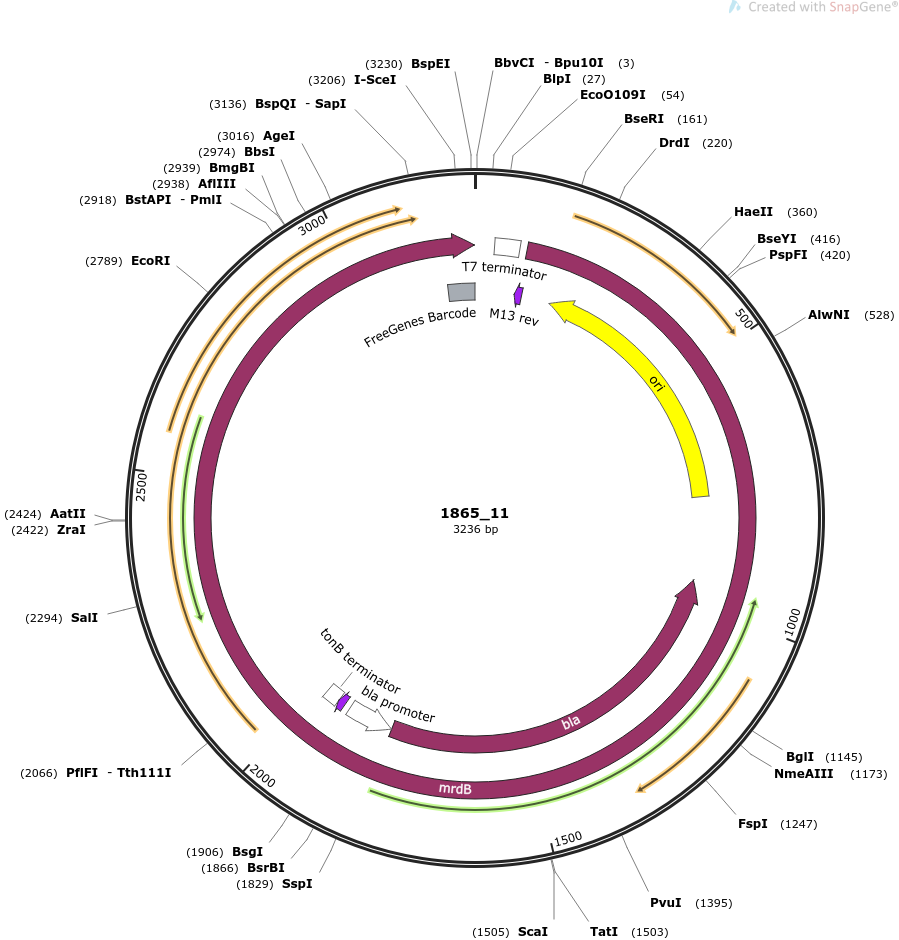 Created with SnapGene®
(3230) BspEI
(3206) I-SceI
(3136) BspQI - SapI
(3016) AgeI
(2974) BbsI
(2939) BmgBI
(2938) AflIII
(2918) BstAPI - PmlI
(2789) EcoRI
(2424) AatII
(2422) ZraI
(2294) SalI
(2066) PflFI - Tth111I
(1906) BsgI
(1866) BsrBI
(1829) SspI
(1505) ScaI
BbvCI - Bpu10I (3)
BlpI (27)
EcoO109I (54)
BseRI (161)
DrdI (220)
HaeII (360)
BseYI (416)
PspFI (420)
AlwNI (528)
BglI (1145)
NmeAIII (1173)
FspI (1247)
PvuI (1395)
TatI (1503)
500
1000
1500
2000
2500
3000
T7 terminator
FreeGenes Barcode
M13 rev
ori
1865_11
3236 bp
tonB terminator
bla promoter
bla
mrdB